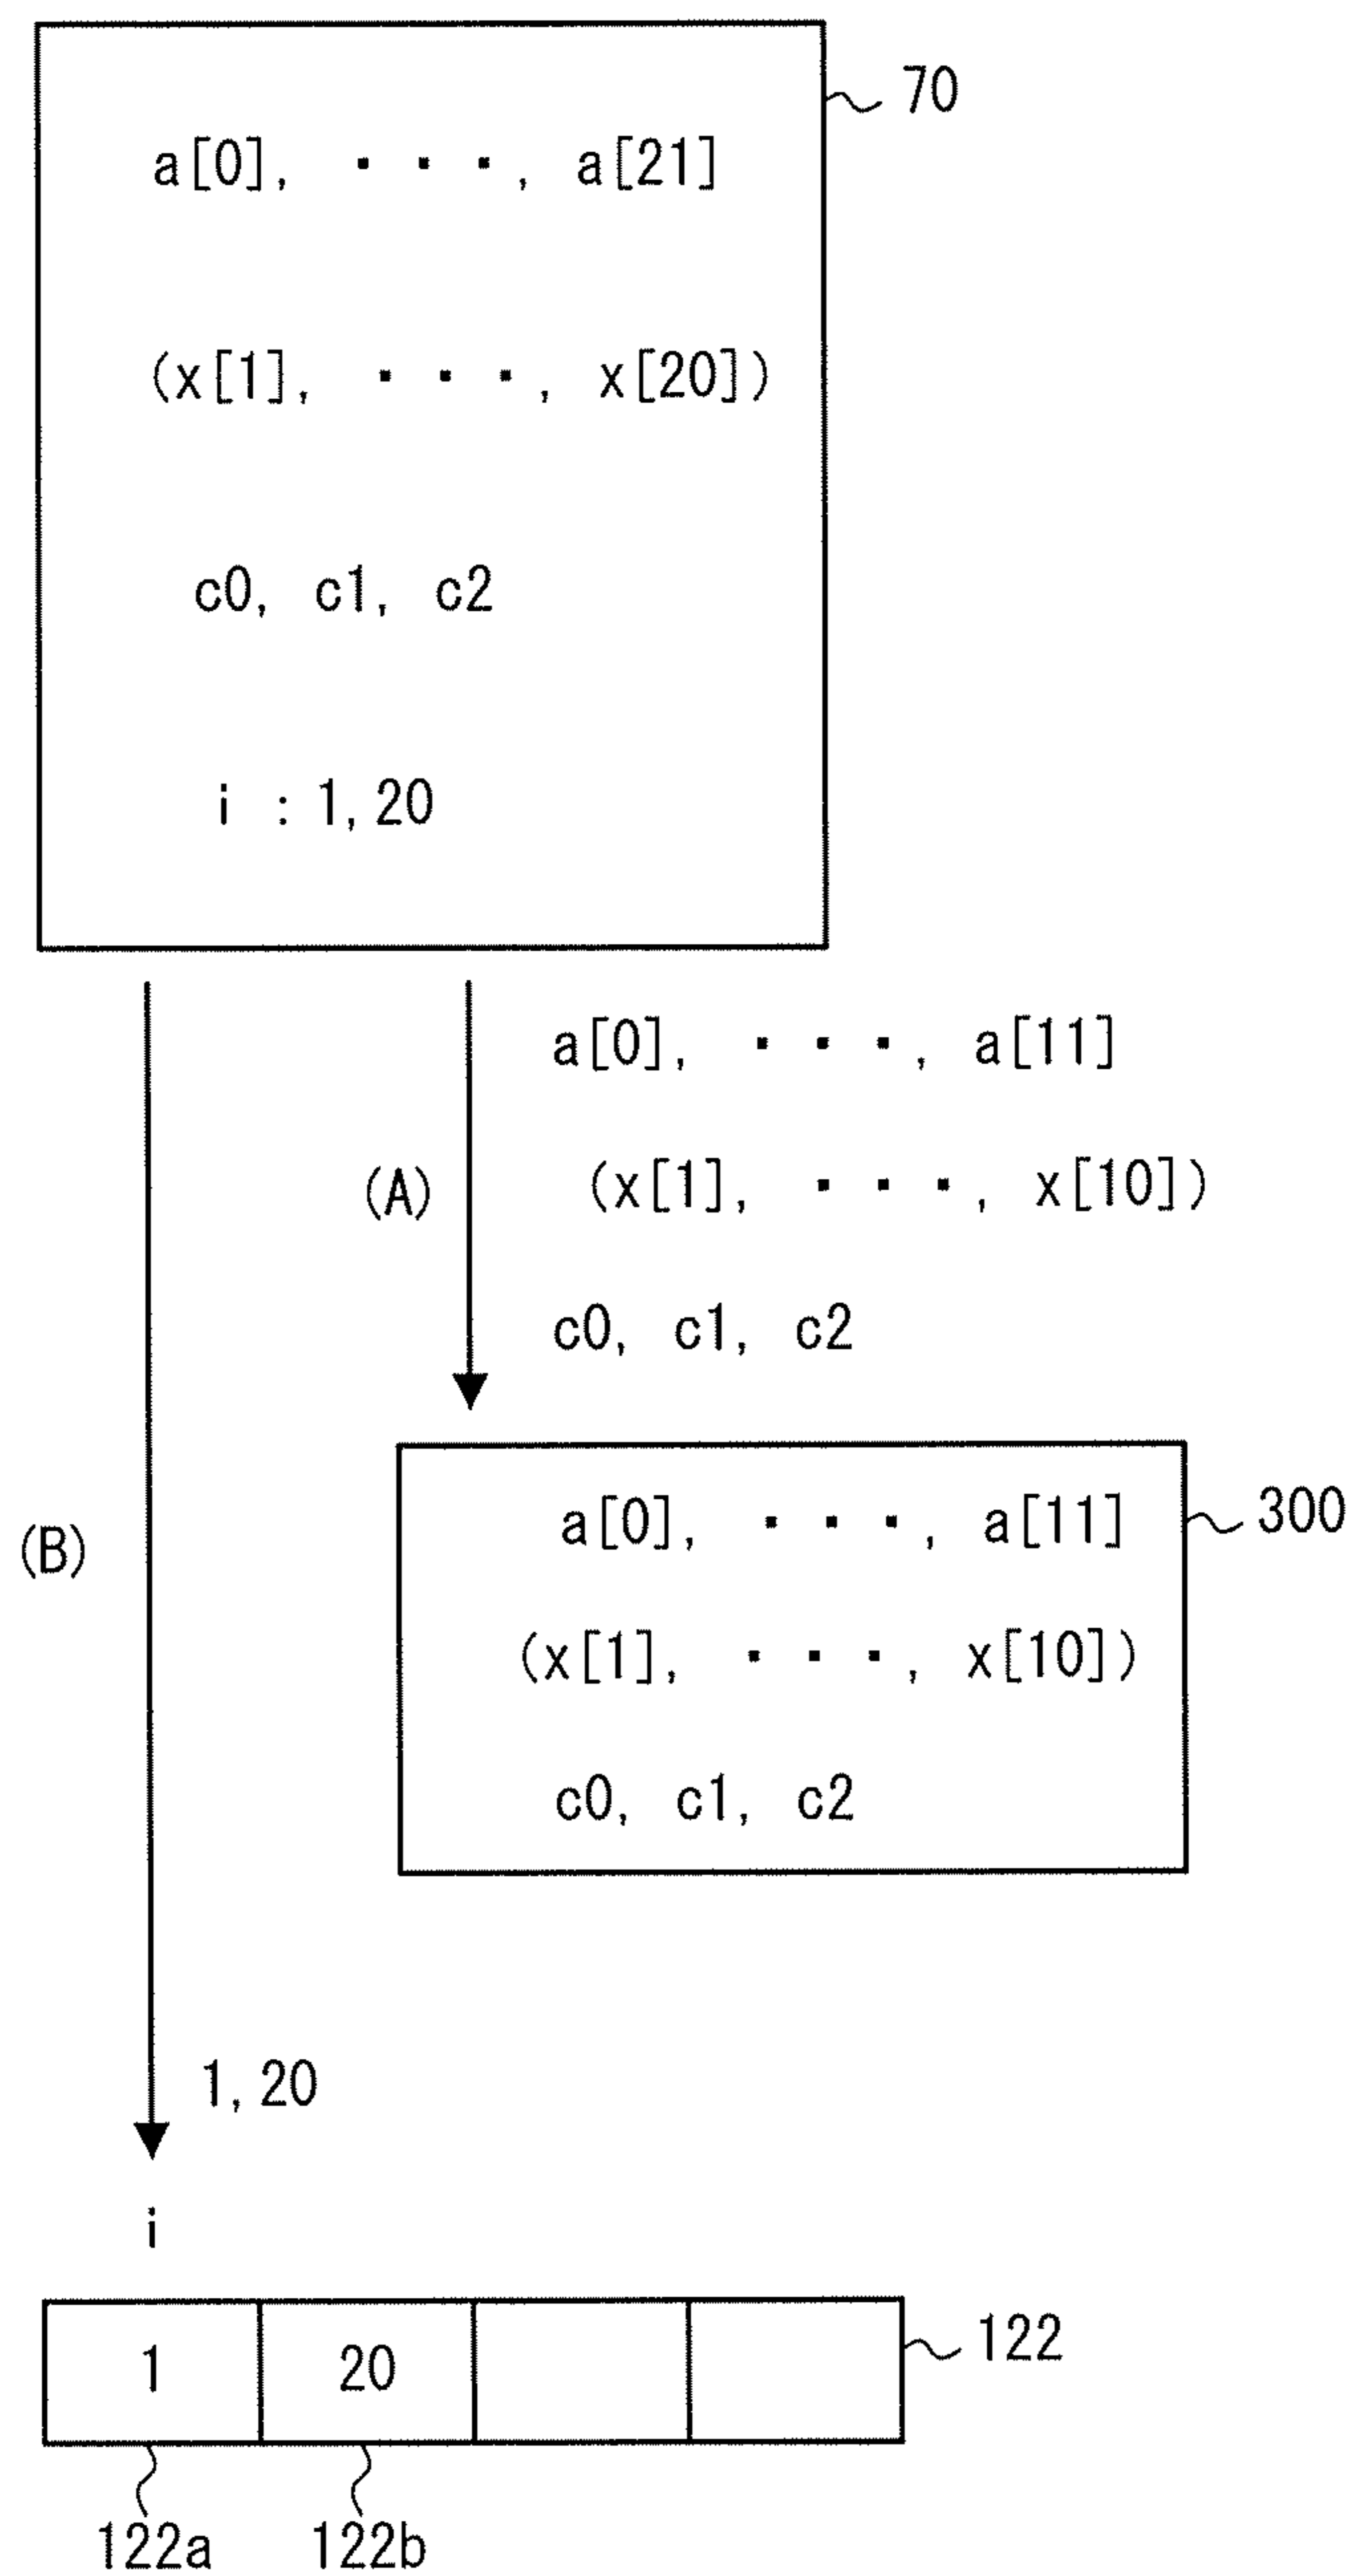 70
a[0], ・・・, a[21]
(x[1], ・・・, x[20])
c0, c1, c2
i : 1, 20
a[0], ・・・, a[11]
(x[1], ・・・, x[10])
(A)
c0, c1, c2
a[0], ・・・, a[11]
300
(B)
(x[1], ・・・, x[10])
c0, c1, c2
1, 20
i
1 20
122
122a 122b